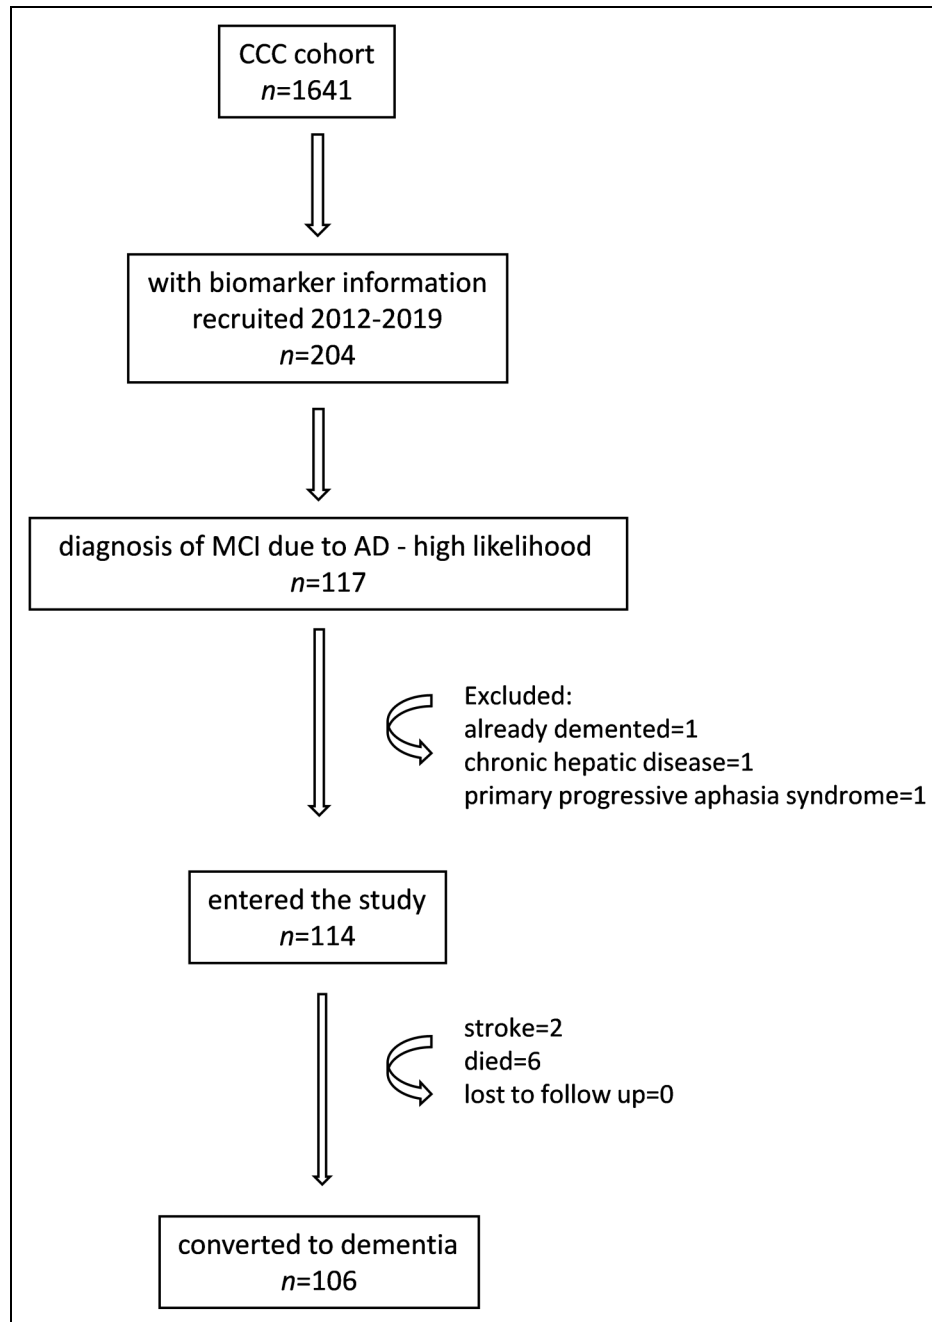 CCC cohort
n=1641
with biomarker information
recruited 2012-2019
n=204
diagnosis of MCI due to AD - high likelihood
n=117
Excluded:
already demented=1
chronic hepatic disease=1
primary progressive aphasia syndrome=1
entered the study
n=114
stroke=2
died=6
lost to follow up=0
converted to dementia
n=106